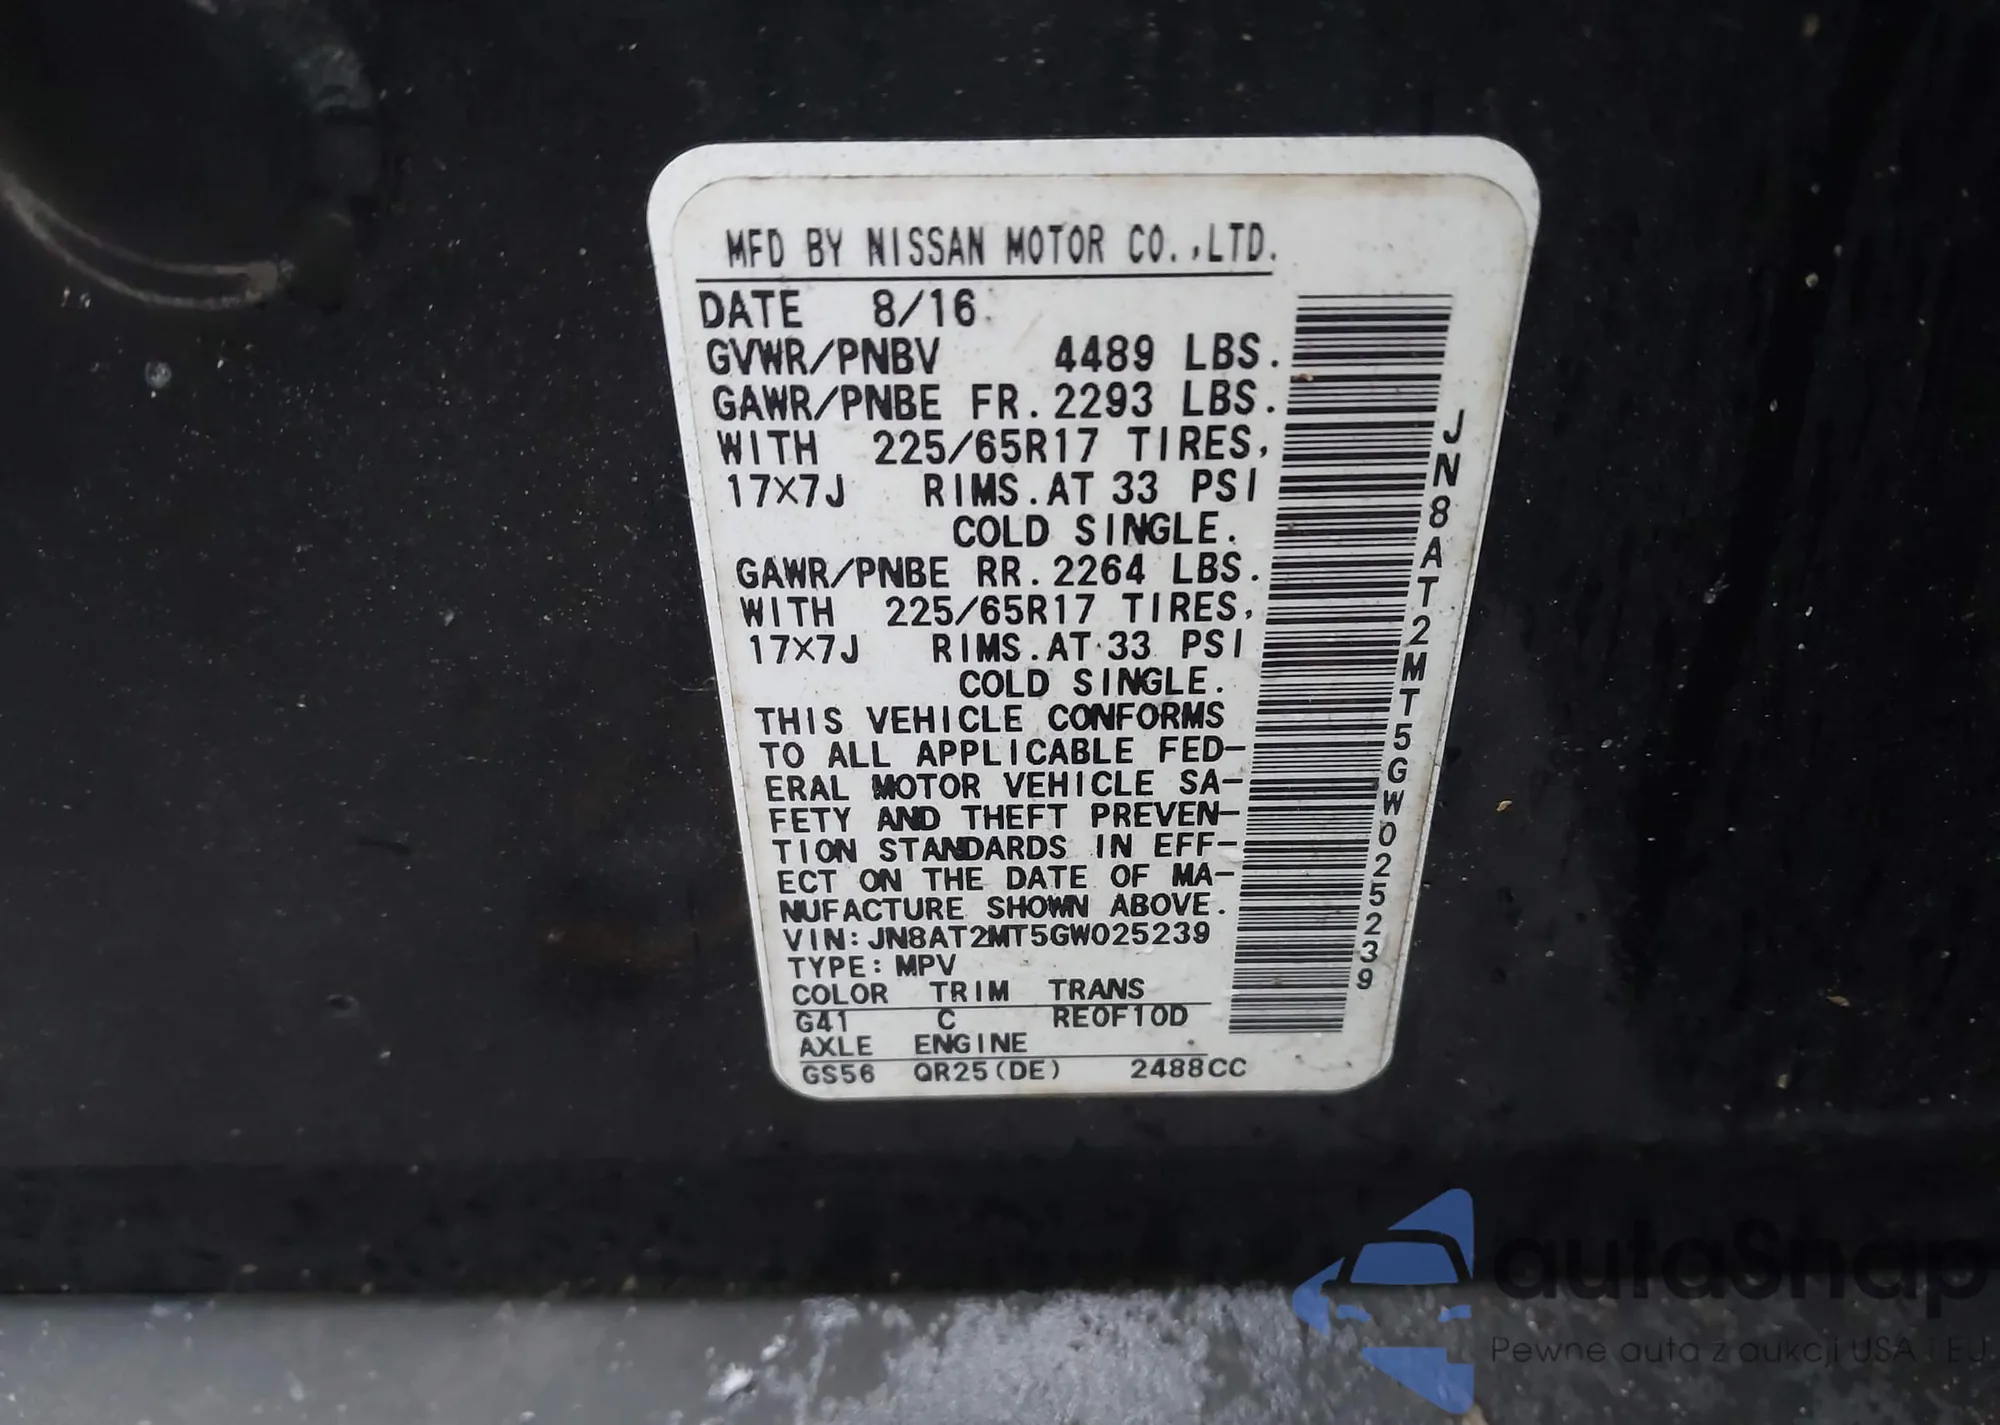 MFD BY NISSAN MOTOR CO.,LTD.
DATE 8/16
GVWR/PNBV 4489 LBS.
GAWR/PNBE FR.2293 LBS.
WITH 225/65R17 TIRES,
17X7J RIMS.AT 33 PSI
COLD SINGLE.
GAWR/PNBE RR.2264 LBS.
WITH 225/65R17 TIRES,
17X7J RIMS.AT 33 PSI
COLD SINGLE.
THIS VEHICLE CONFORMS
TO ALL APPLICABLE FED-
ERAL MOTOR VEHICLE SA-
FETY AND THEFT PREVEN-
TION STANDARDS IN EFF-
ECT ON THE DATE OF MA-
NUFACTURE SHOWN ABOVE.
VIN:JN8AT2MT5GW025239
TYPE:MPV
COLOR TRIM TRANS
G41 C RE0F10D
AXLE ENGINE
GS56 QR25(DE) 2488CC
JN8AT2MT5GW025239
autoSnap
Pewne auta z aukcji USA i EU